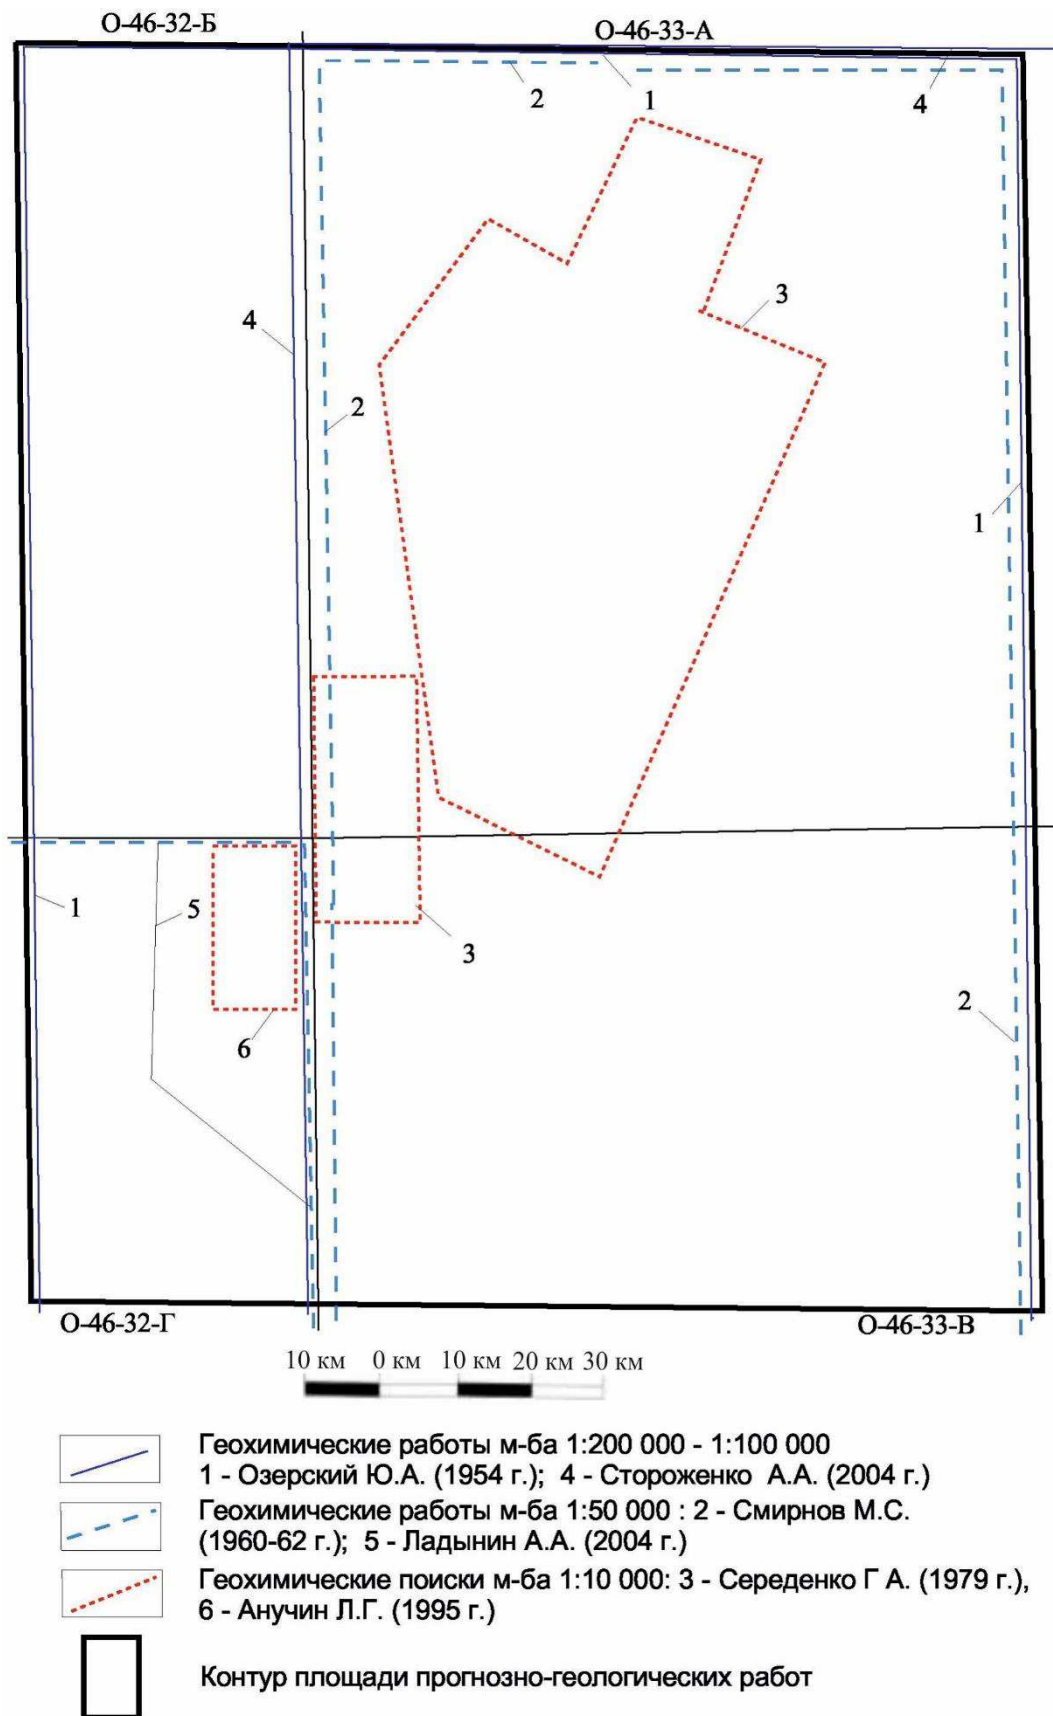 О-46-32-Б
О-46-33-А
2
1
4
3
4
2
1
1
5
3
6
2
О-46-32-Г
О-46-33-В
10 км 0 км 10 км 20 км 30 км
Геохимические работы м-ба 1:200 000 - 1:100 000
1 - Озерский Ю.А. (1954 г.); 4 - Стороженко А.А. (2004 г.)
Геохимические работы м-ба 1:50 000 : 2 - Смирнов М.С.
(1960-62 г.); 5 - Ладынин А.А. (2004 г.)
Геохимические поиски м-ба 1:10 000: 3 - Середенко Г А. (1979 г.),
6 - Анучин Л.Г. (1995 г.)
Контур площади прогнозно-геологических работ